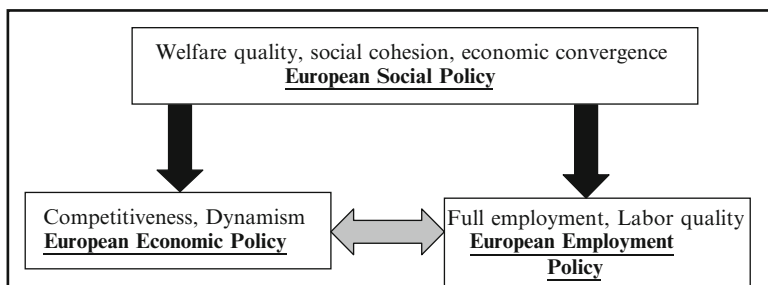 Welfare quality, social cohesion, economic convergence
European Social Policy
Competitiveness, Dynamism
European Economic Policy
Full employment, Labor quality
European Employment
Policy